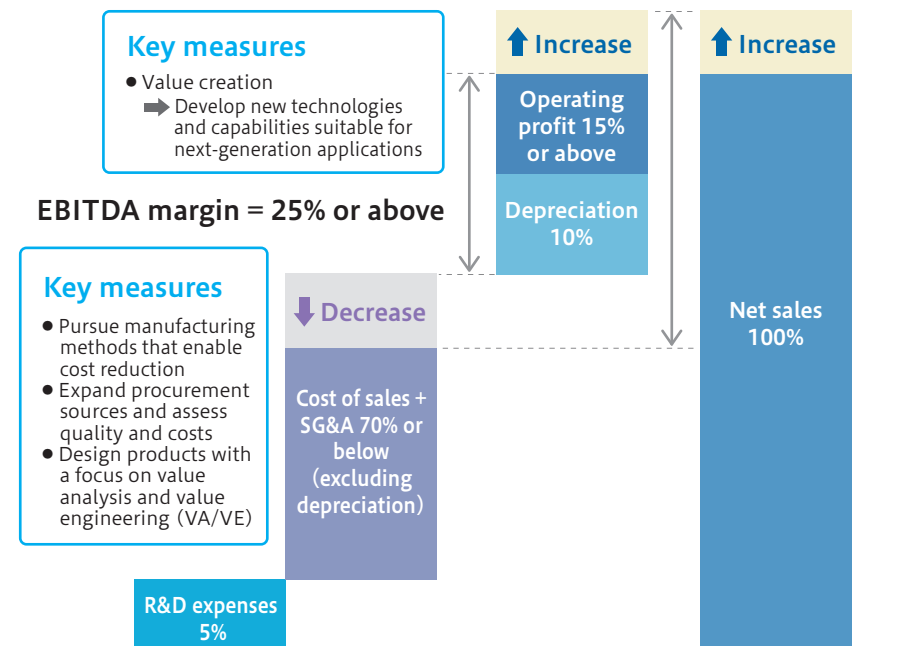 Key measures
● Value creation
➡ Develop new technologies
and capabilities suitable for
next-generation applications
EBITDA margin = 25% or above
Key measures
● Pursue manufacturing
methods that enable
cost reduction
● Expand procurement
sources and assess
quality and costs
● Design products with
a focus on value
analysis and value
engineering (VA/VE)
⬇ Decrease
Cost of sales +
SG&A 70% or
below
(excluding
depreciation)
R&D expenses
5%
⬆ Increase
Operating
profit 15%
or above
Depreciation
10%
⬆ Increase
Net sales
100%